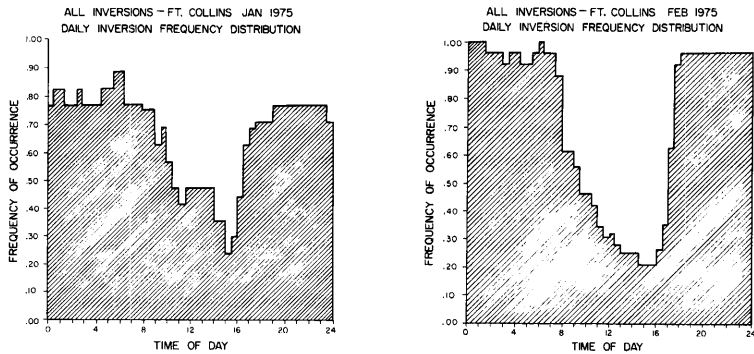 ALL INVERSIONS – FT. COLLINS JAN 1975
DAILY INVERSION FREQUENCY DISTRIBUTION
1.00
.90
.80
.70
.60
.50
.40
.30
.20
.10
.00
FREQUENCY OF OCCURRENCE
0 4 8 12 16 20 24
TIME OF DAY
ALL INVERSIONS – FT. COLLINS FEB 1975
DAILY INVERSION FREQUENCY DISTRIBUTION
1.00
.90
.80
.70
.60
.50
.40
.30
.20
.10
.00
FREQUENCY OF OCCURRENCE
0 4 8 12 16 20 24
TIME OF DAY